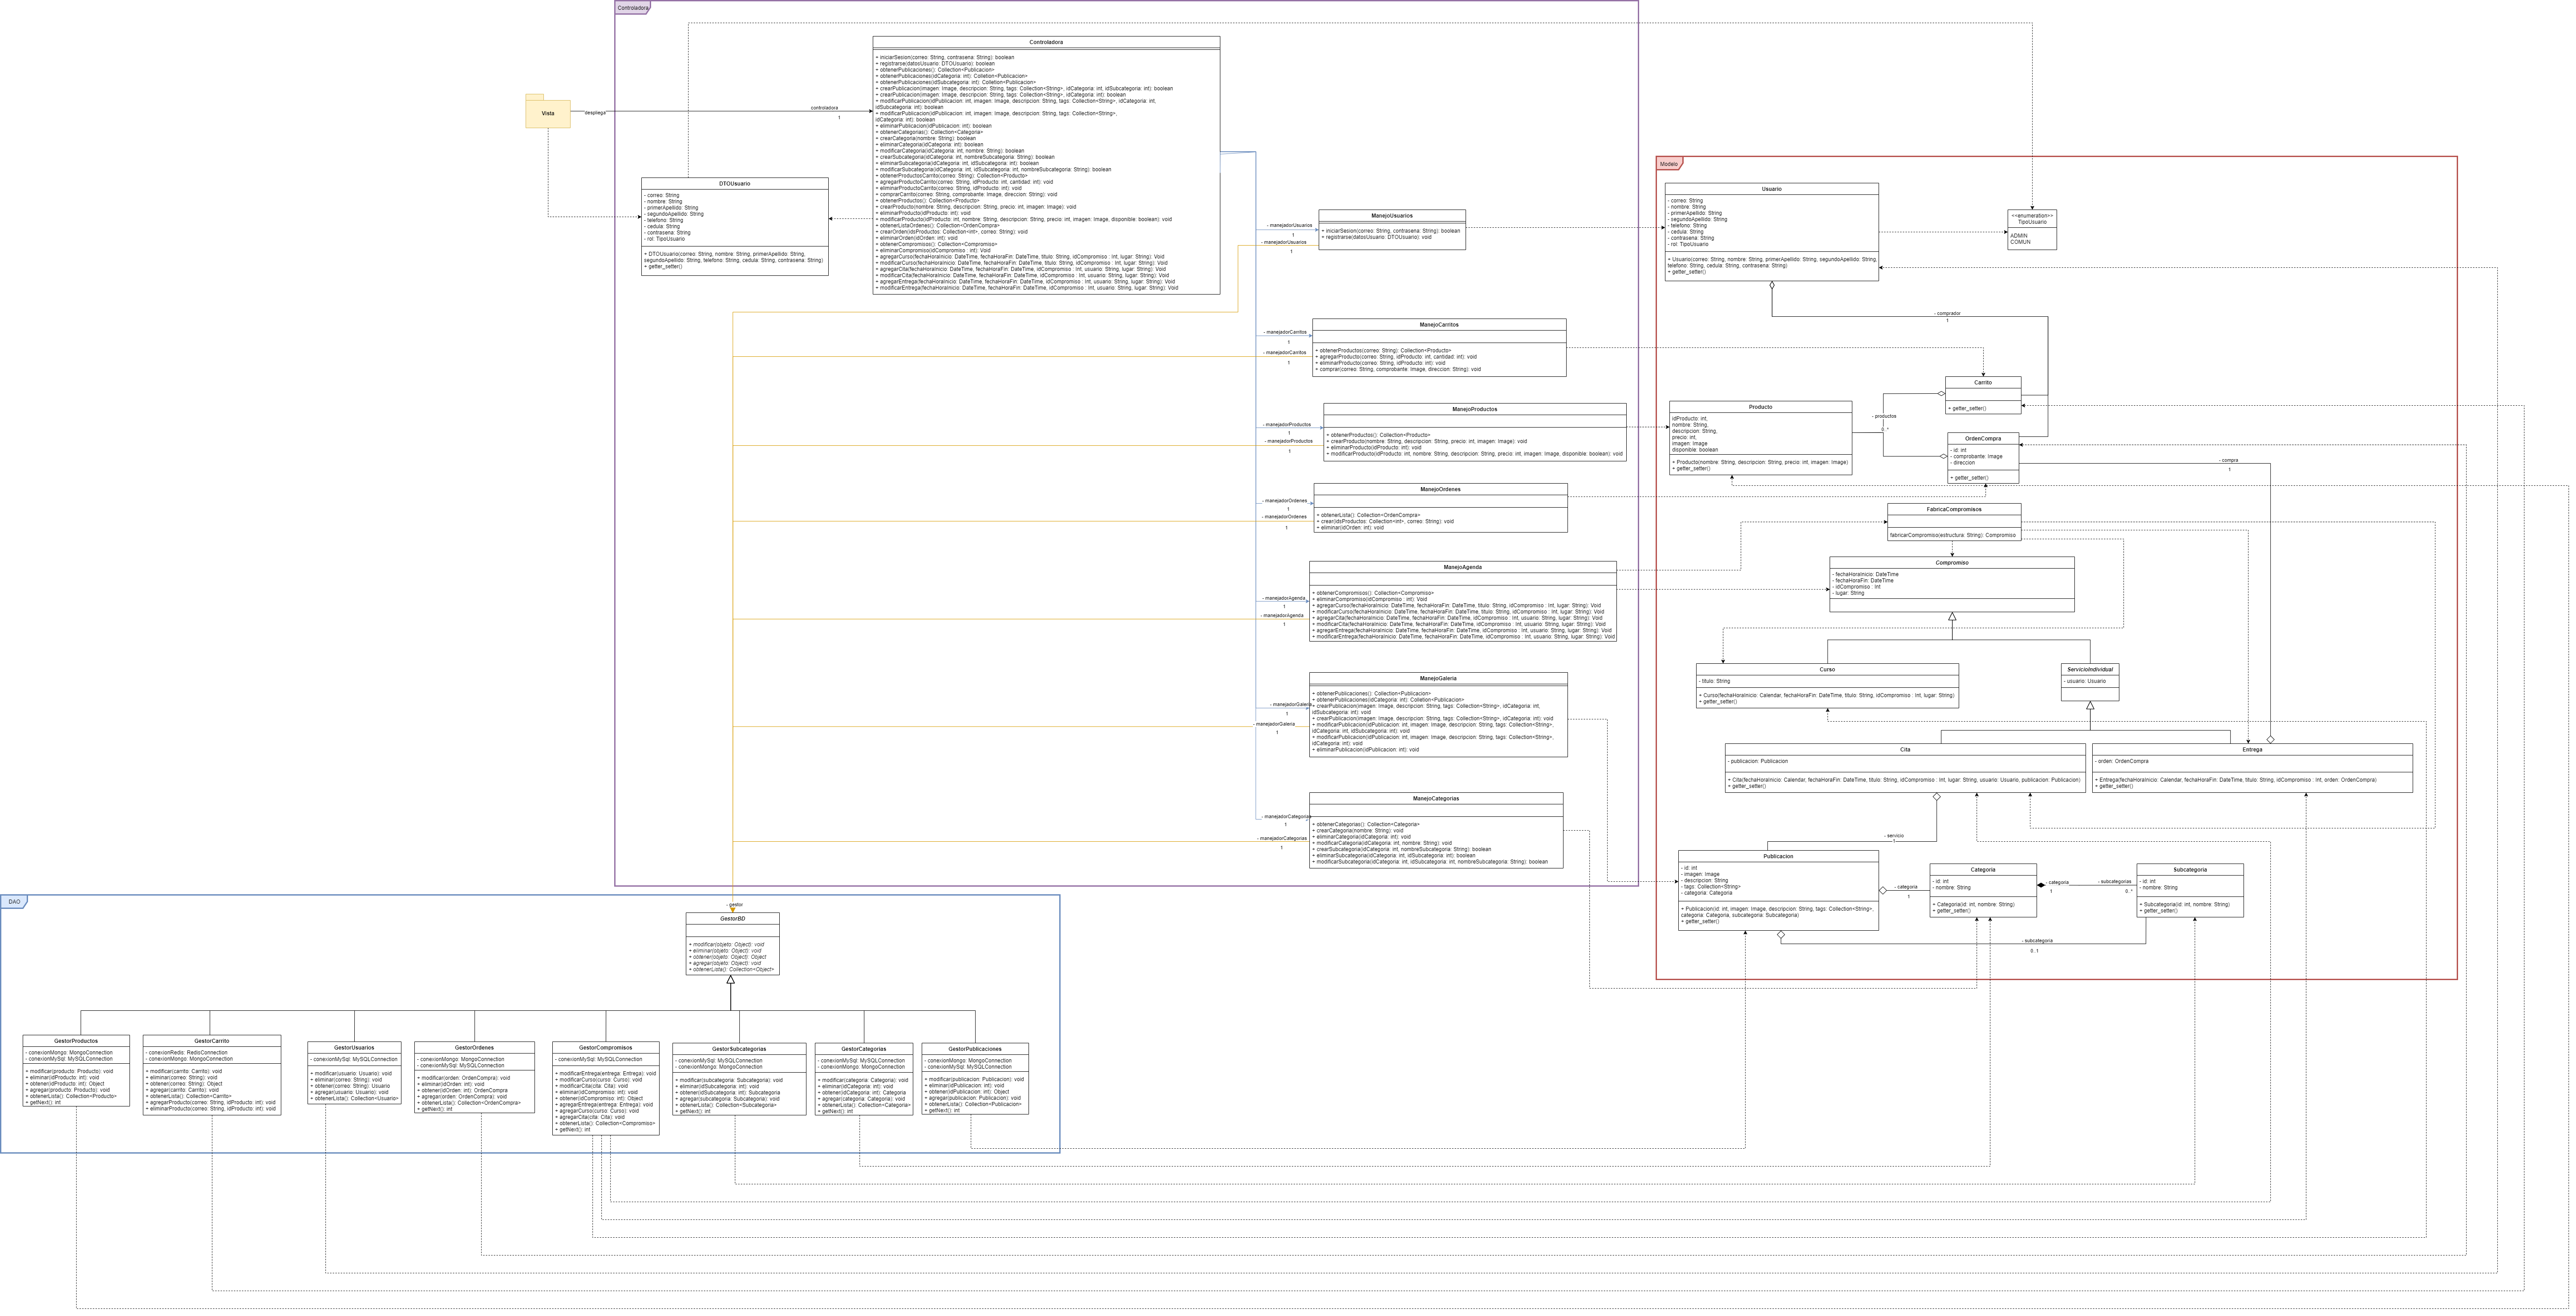 Controladora
Controladora
+ iniciarSesion(correo: String, contrasena: String): boolean
+ registrarse(datosUsuario: DTOUsuario): boolean
+ obtenerPublicaciones(): Collection<Publicacion>
+ obtenerPublicaciones(idCategoria: int): Colletion<Publicacion>
+ obtenerPublicaciones(idSubcategoria: int): Colletion<Publicacion>
+ crearPublicacion(imagen: Image, descripcion: String, tags: Collection<String>, idCategoria: int, idSubcategoria: int): boolean
+ crearPublicacion(imagen: Image, descripcion: String, tags: Collection<String>, idCategoria: int): boolean
+ modificarPublicacion(idPublicacion: int, imagen: Image, descripcion: String, tags: Collection<String>, idCategoria: int,
idSubcategoria: int): boolean
+ modificarPublicacion(idPublicacion: int, imagen: Image, descripcion: String, tags: Collection<String>,
idCategoria: int): boolean
+ eliminarPublicacion(idPublicacion: int): boolean
+ obtenerCategorias(): Collection<Categoria>
+ crearCategoria(nombre: String): boolean
+ eliminarCategoria(idCategoria: int): boolean
+ modificarCategoria(idCategoria: int, nombre: String): boolean
+ crearSubcategoria(idCategoria: int, nombreSubcategoria: String): boolean
+ eliminarSubcategoria(idCategoria: int, idSubcategoria: int): boolean
+ modificarSubcategoria(idCategoria: int, idSubcategoria: int, nombreSubcategoria: String): boolean
+ obtenerProductosCarrito(correo: String): Collection<Producto>
+ agregarProductoCarrito(correo: String, idProducto: int, cantidad: int): void
+ eliminarProductoCarrito(correo: String, idProducto: int): void
+ comprarCarrito(correo: String, comprobante: Image, direccion: String): void
+ obtenerProductos(): Collection<Producto>
+ crearProducto(nombre: String, descripcion: String, precio: int, imagen: Image): void
+ eliminarProducto(idProducto: int): void
+ modificarProducto(idProducto: int, nombre: String, descripcion: String, precio: int, imagen: Image, disponible: boolean): void
+ obtenerListaOrdenes(): Collection<OrdenCompra>
+ crearOrden(idsProductos: Collection<int>, correo: String): void
+ eliminarOrden(idOrden: int): void
+ obtenerCompromisos(): Collection<Compromiso>
+ eliminarCompromiso(idCompromiso : int): Void
+ agregarCurso(fechaHoraInicio: DateTime, fechaHoraFin: DateTime, titulo: String, idCompromiso : Int, lugar: String): Void
+ modificarCurso(fechaHoraInicio: DateTime, fechaHoraFin: DateTime, titulo: String, idCompromiso : Int, lugar: String): Void
+ agregarCita(fechaHoraInicio: DateTime, fechaHoraFin: DateTime, idCompromiso : Int, usuario: String, lugar: String): Void
+ modificarCita(fechaHoraInicio: DateTime, fechaHoraFin: DateTime, idCompromiso : Int, usuario: String, lugar: String): Void
+ agregarEntrega(fechaHoraInicio: DateTime, fechaHoraFin: DateTime, idCompromiso : Int, usuario: String, lugar: String): Void
+ modificarEntrega(fechaHoraInicio: DateTime, fechaHoraFin: DateTime, idCompromiso : Int, usuario: String, lugar: String): Void
Vista
despliega
controladora
1
DTOUsuario
- correo: String
- nombre: String
- primerApellido: String
- segundoApellido: String
- telefono: String
- cedula: String
- contrasena: String
- rol: TipoUsuario
+ DTOUsuario(correo: String, nombre: String, primerApellido: String,
segundoApellido: String, telefono: String, cedula: String, contrasena: String)
+ getter_setter()
- manejadorUsuarios
1
- manejadorUsuarios
1
ManejoUsuarios
+ iniciarSesion(correo: String, contrasena: String): boolean
+ registrarse(datosUsuario: DTOUsuario): void
- manejadorCarritos
1
- manejadorCarritos
1
ManejoCarritos
+ obtenerProductos(correo: String): Collection<Producto>
+ agregarProducto(correo: String, idProducto: int, cantidad: int): void
+ eliminarProducto(correo: String, idProducto: int): void
+ comprar(correo: String, comprobante: Image, direccion: String): void
- manejadorProductos
1
- manejadorProductos
1
ManejoProductos
+ obtenerProductos(): Collection<Producto>
+ crearProducto(nombre: String, descripcion: String, precio: int, imagen: Image): void
+ eliminarProducto(idProducto: int): void
+ modificarProducto(idProducto: int, nombre: String, descripcion: String, precio: int, imagen: Image, disponible: boolean): void
- manejadorOrdenes
1
- manejadorOrdenes
1
ManejoOrdenes
+ obtenerLista(): Collection<OrdenCompra>
+ crear(idsProductos: Collection<int>, correo: String): void
+ eliminar(idOrden: int): void
- manejadorAgenda
1
- manejadorAgenda
1
ManejoAgenda
+ obtenerCompromisos(): Collection<Compromiso>
+ eliminarCompromiso(idCompromiso : int): Void
+ agregarCurso(fechaHoraInicio: DateTime, fechaHoraFin: DateTime, titulo: String, idCompromiso : Int, lugar: String): Void
+ modificarCurso(fechaHoraInicio: DateTime, fechaHoraFin: DateTime, titulo: String, idCompromiso : Int, lugar: String): Void
+ agregarCita(fechaHoraInicio: DateTime, fechaHoraFin: DateTime, idCompromiso : Int, usuario: String, lugar: String): Void
+ modificarCita(fechaHoraInicio: DateTime, fechaHoraFin: DateTime, idCompromiso : Int, usuario: String, lugar: String): Void
+ agregarEntrega(fechaHoraInicio: DateTime, fechaHoraFin: DateTime, idCompromiso : Int, usuario: String, lugar: String): Void
+ modificarEntrega(fechaHoraInicio: DateTime, fechaHoraFin: DateTime, idCompromiso : Int, usuario: String, lugar: String): Void
- manejadorGaleria
1
- manejadorGaleria
1
ManejoGaleria
+ obtenerPublicaciones(): Collection<Publicacion>
+ obtenerPublicaciones(idCategoria: int): Colletion<Publicacion>
+ crearPublicacion(imagen: Image, descripcion: String, tags: Collection<String>, idCategoria: int,
idSubcategoria: int): void
+ crearPublicacion(imagen: Image, descripcion: String, tags: Collection<String>, idCategoria: int): void
+ modificarPublicacion(idPublicacion: int, imagen: Image, descripcion: String, tags: Collection<String>,
idCategoria: int, idSubcategoria: int): void
+ modificarPublicacion(idPublicacion: int, imagen: Image, descripcion: String, tags: Collection<String>,
idCategoria: int): void
+ eliminarPublicacion(idPublicacion: int): void
- manejadorCategorias
1
- manejadorCategorias
1
ManejoCategorias
+ obtenerCategorias(): Collection<Categoria>
+ crearCategoria(nombre: String): void
+ eliminarCategoria(idCategoria: int): void
+ modificarCategoria(idCategoria: int, nombre: String): void
+ crearSubcategoria(idCategoria: int, nombreSubcategoria: String): boolean
+ eliminarSubcategoria(idCategoria: int, idSubcategoria: int): boolean
+ modificarSubcategoria(idCategoria: int, idSubcategoria: int, nombreSubcategoria: String): boolean
Modelo
Usuario
- correo: String
- nombre: String
- primerApellido: String
- segundoApellido: String
- telefono: String
- cedula: String
- contrasena: String
- rol: TipoUsuario
+ Usuario(correo: String, nombre: String, primerApellido: String, segundoApellido: String,
telefono: String, cedula: String, contrasena: String)
+ getter_setter()
<<enumeration>>
TipoUsuario
ADMIN
COMUN
- comprador
1
Carrito
+ getter_setter()
- productos
0..*
Producto
idProducto: int,
nombre: String,
descripcion: String,
precio: int,
imagen: Image
disponible: boolean
+ Producto(nombre: String, descripcion: String, precio: int, imagen: Image)
+ getter_setter()
OrdenCompra
- id: int
- comprobante: Image
- direccion
+ getter_setter()
- compra
1
FabricaCompromisos
fabricarCompromiso(estructura: String): Compromiso
Compromiso
- fechaHoraInicio: DateTime
- fechaHoraFin: DateTime
- idCompromiso : Int
- lugar: String
Curso
- titulo: String
+ Curso(fechaHoraInicio: Calendar, fechaHoraFin: DateTime, titulo: String, idCompromiso : Int, lugar: String)
+ getter_setter()
ServicioIndividual
- usuario: Usuario
Cita
- publicacion: Publicacion
+ Cita(fechaHoraInicio: Calendar, fechaHoraFin: DateTime, titulo: String, idCompromiso : Int, lugar: String, usuario: Usuario, publicacion: Publicacion)
+ getter_setter()
Entrega
- orden: OrdenCompra
+ Entrega(fechaHoraInicio: Calendar, fechaHoraFin: DateTime, titulo: String, idCompromiso : Int, orden: OrdenCompra)
+ getter_setter()
- servicio
1
Publicacion
- id: int
- imagen: Image
- descripcion: String
- tags: Collection<String>
- categoria: Categoria
+ Publicacion(id: int, imagen: Image, descripcion: String, tags: Collection<String>,
categoria: Categoria, subcategoria: Subcategoria)
+ getter_setter()
- categoria
1
Categoria
- id: int
- nombre: String
+ Categoria(id: int, nombre: String)
+ getter_setter()
- categoria
1
- subcategorias
0..*
Subcategoria
- id: int
- nombre: String
+ Subcategoria(id: int, nombre: String)
+ getter_setter()
- subcategoria
0..1
DAO
- gestor
GestorBD
+ modificar(objeto: Object): void
+ eliminar(objeto: Object): void
+ obtener(objeto: Object): Object
+ agregar(objeto: Object): void
+ obtenerLista(): Collection<Object>
GestorProductos
- conexionMongo: MongoConnection
- conexionMySql: MySQLConnection
+ modificar(producto: Producto): void
+ eliminar(idProducto: int): void
+ obtener(idProducto: int): Object
+ agregar(producto: Producto): void
+ obtenerLista(): Collection<Producto>
+ getNext(): int
GestorCarrito
- conexionRedis: RedisConnection
- conexionMongo: MongoConnection
+ modificar(carrito: Carrito): void
+ eliminar(correo: String): void
+ obtener(correo: String): Object
+ agregar(carrito: Carrito): void
+ obtenerLista(): Collection<Carrito>
+ agregarProducto(correo: String, idProducto: int): void
+ eliminarProducto(correo: String, idProducto: int): void
GestorUsuarios
- conexionMySql: MySQLConnection
+ modificar(usuario: Usuario): void
+ eliminar(correo: String): void
+ obtener(correo: String): Usuario
+ agregar(usuario: Usuario): void
+ obtenerLista(): Collection<Usuario>
GestorOrdenes
- conexionMongo: MongoConnection
- conexionMySql: MySQLConnection
+ modificar(orden: OrdenCompra): void
+ eliminar(idOrden: int): void
+ obtener(idOrden: int): OrdenCompra
+ agregar(orden: OrdenCompra): void
+ obtenerLista(): Collection<OrdenCompra>
+ getNext(): int
GestorCompromisos
- conexionMySql: MySQLConnection
+ modificarEntrega(entrega: Entrega): void
+ modificarCurso(curso: Curso): void
+ modificarCita(cita: Cita): void
+ eliminar(idCompromiso: int): void
+ obtener(idCompromiso: int): Object
+ agregarEntrega(entrega: Entrega): void
+ agregarCurso(curso: Curso): void
+ agregarCita(cita: Cita): void
+ obtenerLista(): Collection<Compromiso>
+ getNext(): int
GestorSubcategorias
- conexionMySql: MySQLConnection
- conexionMongo: MongoConnection
+ modificar(subcategoria: Subcategoria): void
+ eliminar(idSubcategoria: int): void
+ obtener(idSubcategoria: int): Subcategoria
+ agregar(subcategoria: Subcategoria): void
+ obtenerLista(): Collection<Subcategoria>
+ getNext(): int
GestorCategorias
- conexionMySql: MySQLConnection
- conexionMongo: MongoConnection
+ modificar(categoria: Categoria): void
+ eliminar(idCategoria: int): void
+ obtener(idCategoria: int): Categoria
+ agregar(categoria: Categoria): void
+ obtenerLista(): Collection<Categoria>
+ getNext(): int
GestorPublicaciones
- conexionMongo: MongoConnection
- conexionMySql: MySQLConnection
+ modificar(publicacion: Publicacion): void
+ eliminar(idPublicacion: int): void
+ obtener(idPublicacion: int): Object
+ agregar(publicacion: Publicacion): void
+ obtenerLista(): Collection<Publicacion>
+ getNext(): int